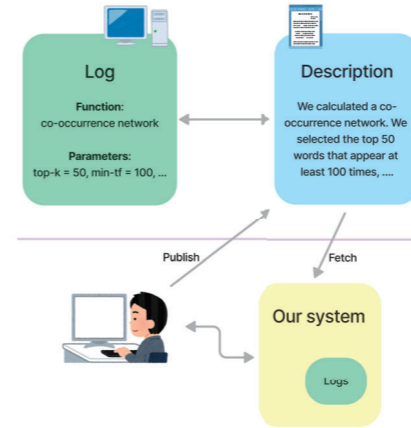 Log
Function:
co-occurrence network
Parameters:
top-k = 50, min-tf = 100, ...
Description
We calculated a co-
occurrence network. We
selected the top 50
words that appear at
least 100 times, ....
Publish
Fetch
Our system
Logs